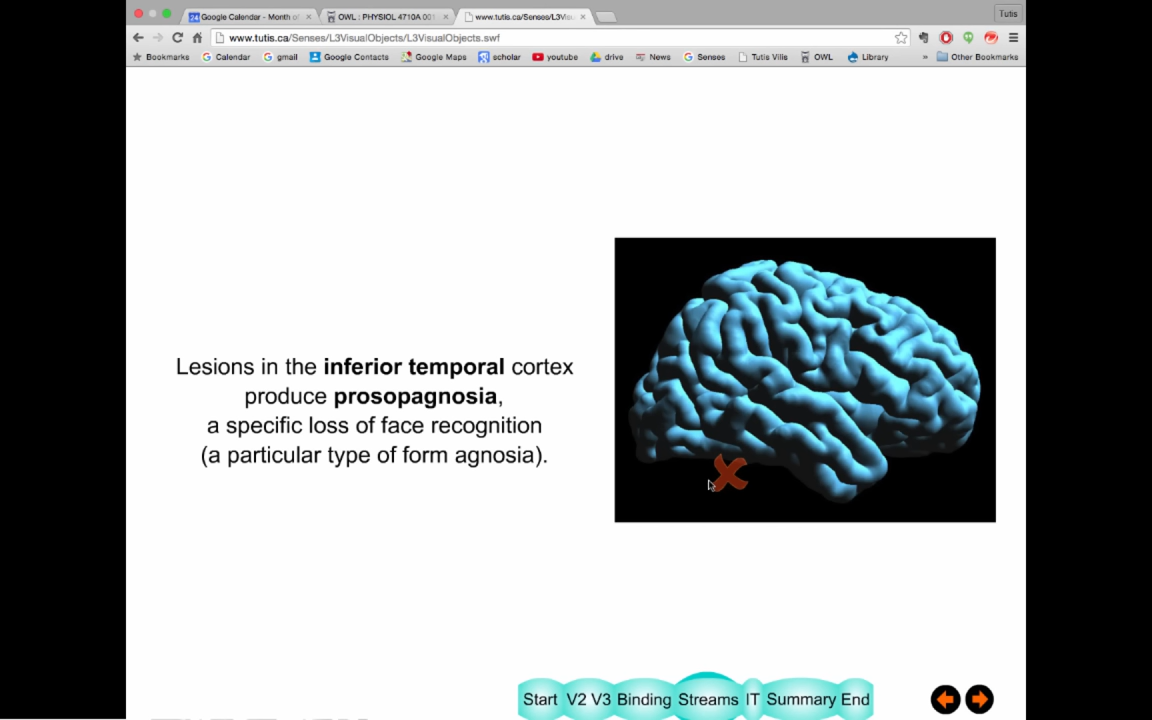 Google Calendar - Month of
OWL : PHYSIOL 4710A 001
www.tutis.ca/Senses/L3Visu
Tutis
www.tutis.ca/Senses/L3VisualObjects/L3VisualObjects.swf
Bookmarks Calendar gmail Google Contacts Google Maps scholar youtube drive News Senses Tutis Vilis OWL Library » Other Bookmarks
Lesions in the inferior temporal cortex
produce prosopagnosia,
a specific loss of face recognition
(a particular type of form agnosia).
Start V2 V3 Binding Streams IT Summary End